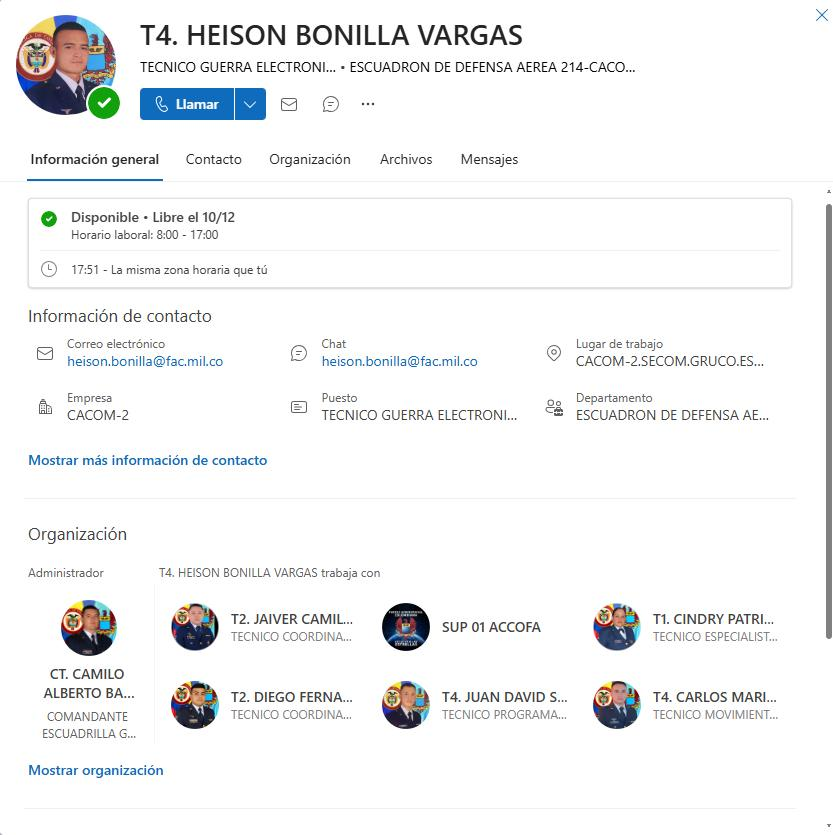 T4. HEISON BONILLA VARGAS
TECNICO GUERRA ELECTRONI... • ESCUADRON DE DEFENSA AEREA 214-CACO...
Llamar
Información general
Contacto
Organización
Archivos
Mensajes
Disponible • Libre el 10/12
Horario laboral: 8:00 - 17:00
17:51 - La misma zona horaria que tú
Información de contacto
Correo electrónico
heison.bonilla@fac.mil.co
Chat
heison.bonilla@fac.mil.co
Lugar de trabajo
CACOM-2.SECOM.GRUCO.ES...
Empresa
CACOM-2
Puesto
TECNICO GUERRA ELECTRONI...
Departamento
ESCUADRON DE DEFENSA AE...
Mostrar más información de contacto
Organización
Administrador
T4. HEISON BONILLA VARGAS trabaja con
CT. CAMILO
ALBERTO BA...
COMANDANTE
ESCUADRILLA G...
T2. JAIVER CAMIL...
TECNICO COORDINA...
SUP 01 ACCOFA
T1. CINDRY PATRI...
TECNICO ESPECIALIST...
T2. DIEGO FERNA...
TECNICO COORDINA...
T4. JUAN DAVID S...
TECNICO PROGRAMA...
T4. CARLOS MARI...
TECNICO MOVIMIENT...
Mostrar organización